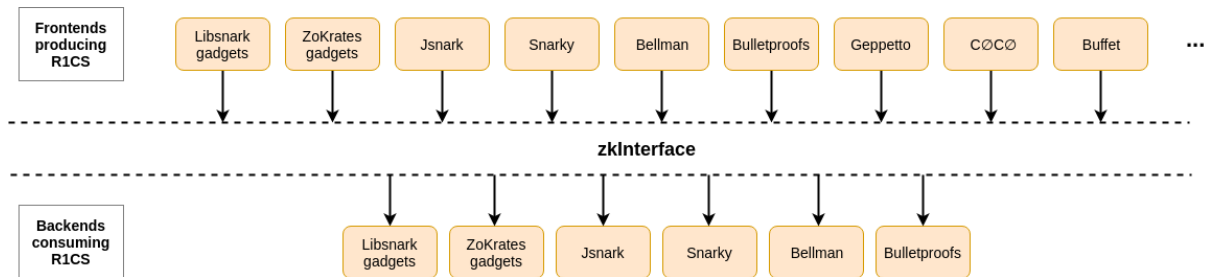 Frontends
producing
R1CS
Libsnark
gadgets
ZoKrates
gadgets
Jsnark
Snarky
Bellman
Bulletproofs
Geppetto
C∅C∅
Buffet
...
zkInterface
Backends
consuming
R1CS
Libsnark
gadgets
ZoKrates
gadgets
Jsnark
Snarky
Bellman
Bulletproofs